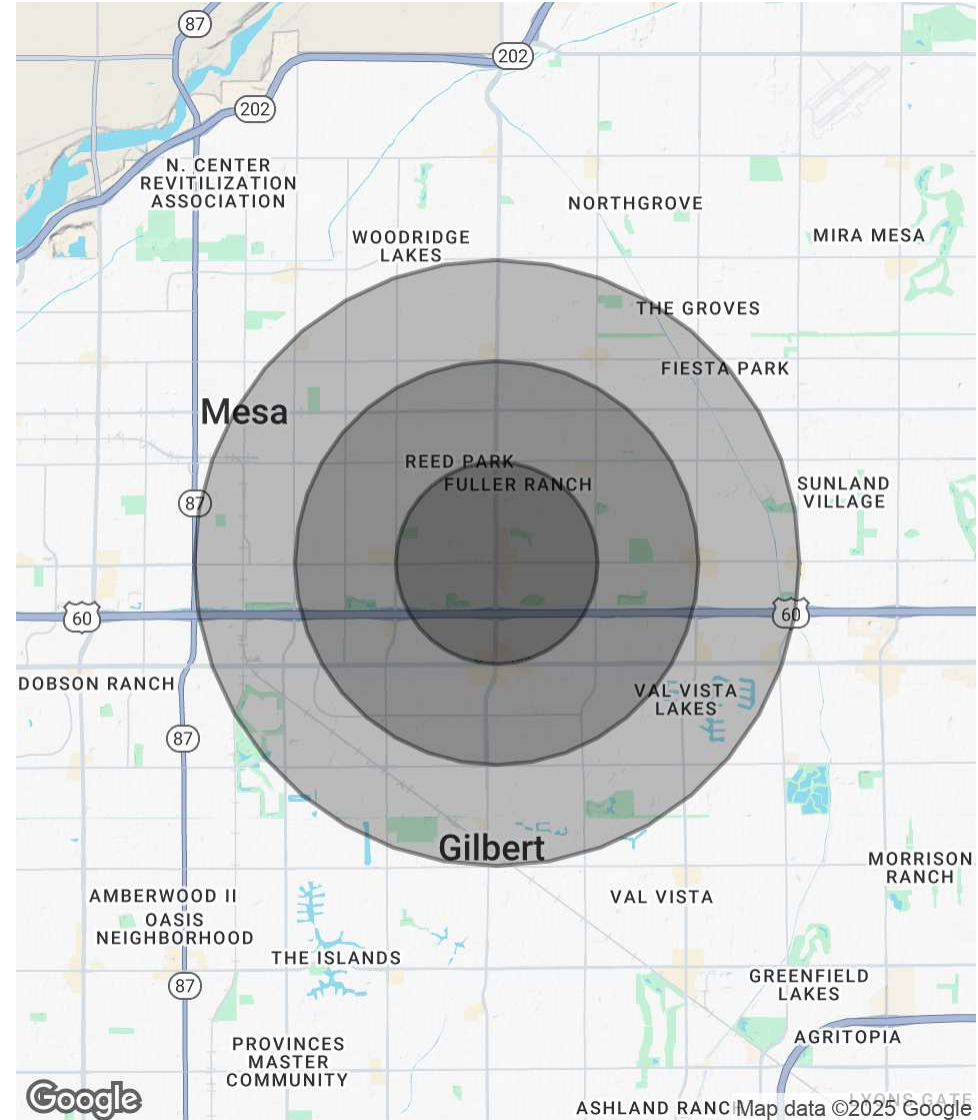 87
202
202
N. CENTER
REVITILIZATION
ASSOCIATION
NORTHGROVE
WOODRIDGE
LAKES
MIRA MESA
THE GROVES
FIESTA PARK
Mesa
REED PARK
FULLER RANCH
SUNLAND
VILLAGE
87
60
60
DOBSON RANCH
VAL VISTA
LAKES
87
Gilbert
MORRISON
RANCH
AMBERWOOD II
OASIS
NEIGHBORHOOD
VAL VISTA
THE ISLANDS
GREENFIELD
LAKES
87
AGRITOPIA
PROVINCES
MASTER
COMMUNITY
LYONS GATE
Google
ASHLAND RANC
Map data ©2025 Google